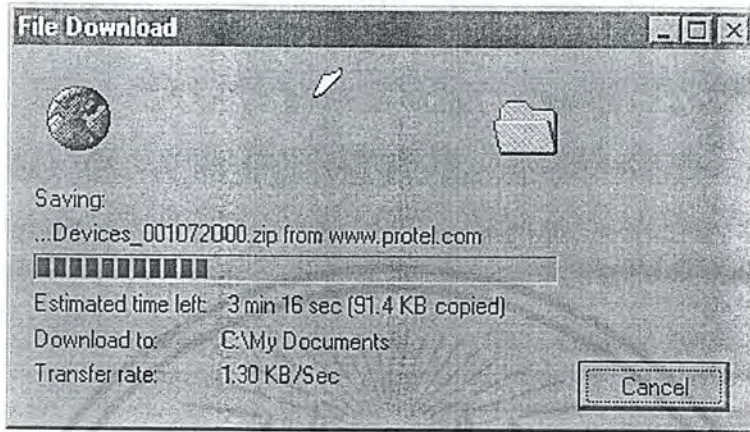 File Download
Saving:
...Devices_001072000.zip from www.protel.com
Estimated time left: 3 min 16 sec (91.4 KB copied)
Download to: C:\My Documents
Transfer rate: 1.30 KB/Sec
Cancel